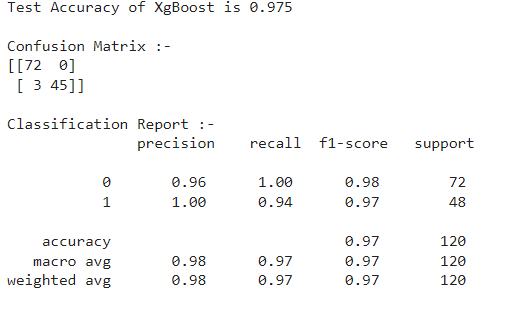 Test Accuracy of XgBoost is 0.975
Confusion Matrix :-
[[72  0]
 [ 3 45]]
Classification Report :-
precision    recall  f1-score   support
0       0.96      1.00      0.98        72
1       1.00      0.94      0.97        48
accuracy                           0.97       120
macro avg       0.98      0.97      0.97       120
weighted avg       0.98      0.97      0.97       120